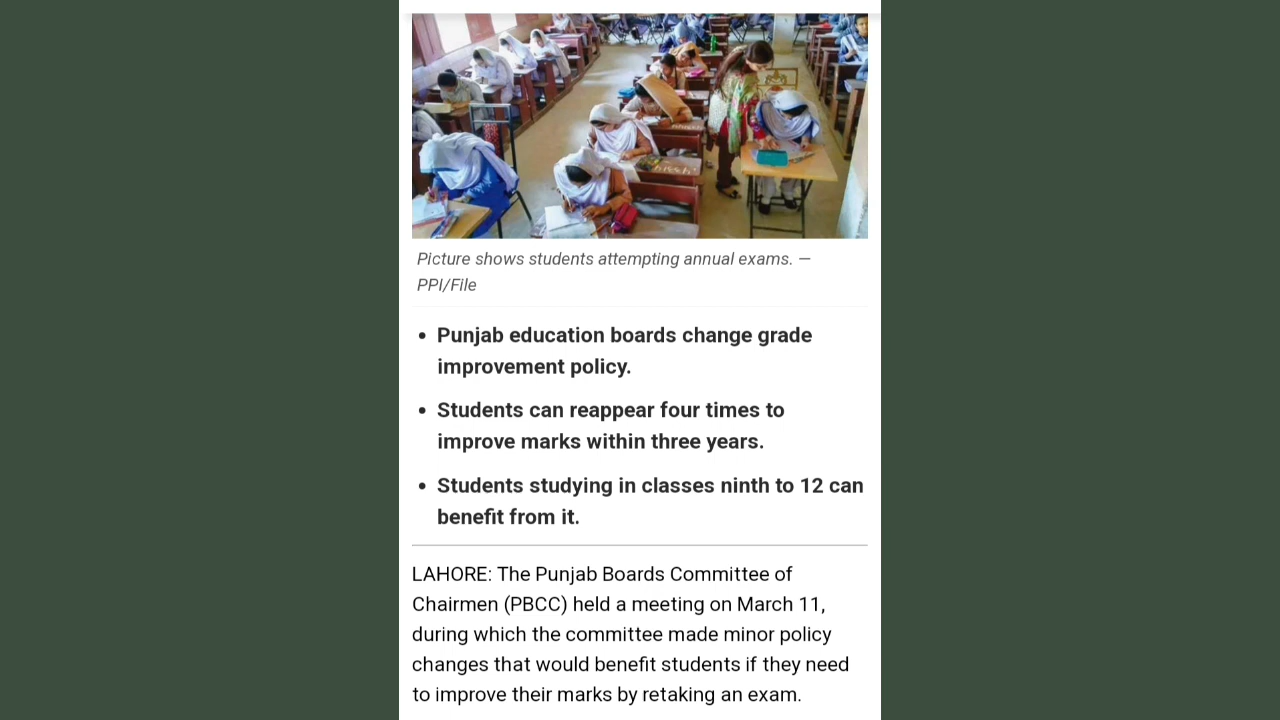 Picture shows students attempting annual exams. —
PPI/File
• Punjab education boards change grade
improvement policy.
• Students can reappear four times to
improve marks within three years.
• Students studying in classes ninth to 12 can
benefit from it.
LAHORE: The Punjab Boards Committee of
Chairmen (PBCC) held a meeting on March 11,
during which the committee made minor policy
changes that would benefit students if they need
to improve their marks by retaking an exam.